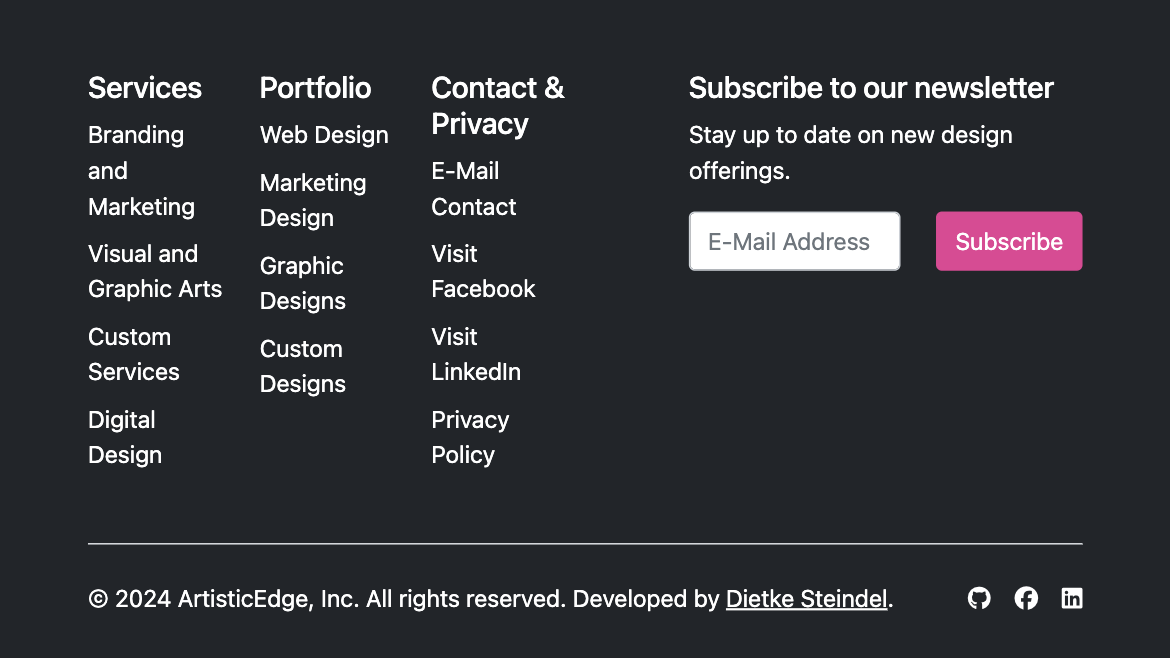 Services
Branding
and
Marketing
Visual and
Graphic Arts
Custom
Services
Digital
Design
Portfolio
Web Design
Marketing
Design
Graphic
Designs
Custom
Designs
Contact &
Privacy
E-Mail
Contact
Visit
Facebook
Visit
LinkedIn
Privacy
Policy
Subscribe to our newsletter
Stay up to date on new design
offerings.
E-Mail Address
Subscribe
© 2024 ArtisticEdge, Inc. All rights reserved. Developed by Dietke Steindel.